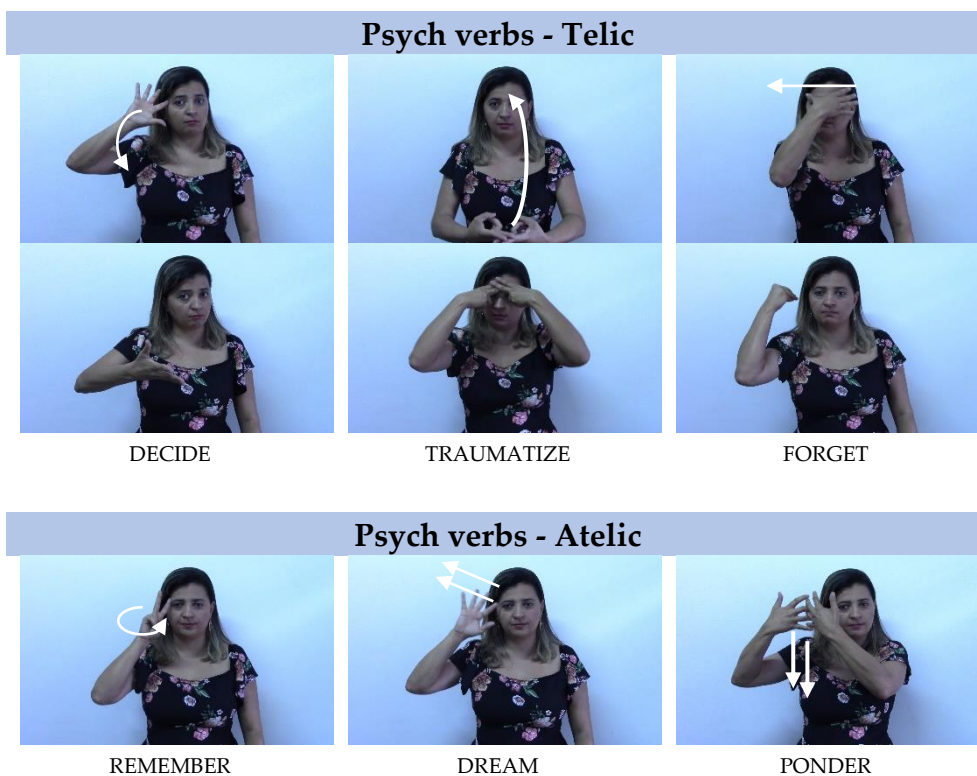 Psych verbs - Telic
DECIDE TRAUMATIZE FORGET
Psych verbs - Atelic
REMEMBER DREAM PONDER